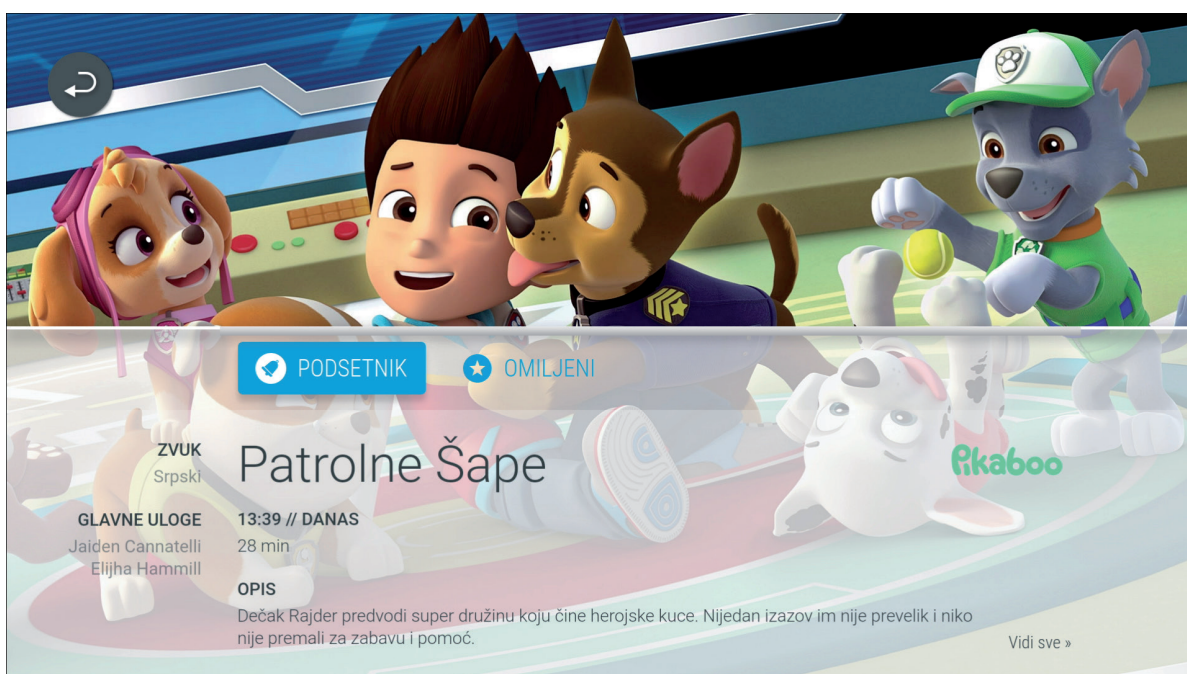 PODSETNIK
OMILJENI
ZVUK
Srpski
Patrolne Šape
Pikaboo
GLAVNE ULOGE
Jaiden Cannatelli
Elijha Hammill
13:39 // DANAS
28 min
OPIS
Dečak Rajder predvodi super družinu koju čine herojske kuce. Nijedan izazov im nije prevelik i niko
nije premali za zabavu i pomoć.
Vidi sve »